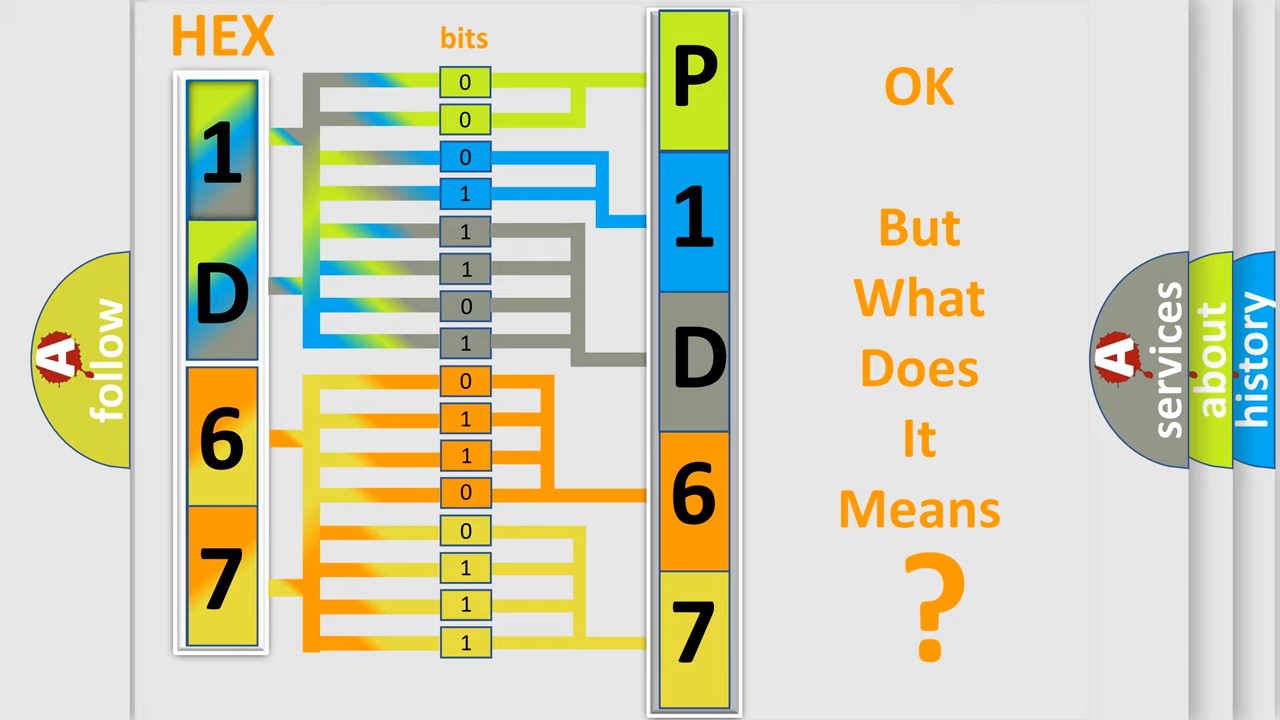 HEX
bits
1
D
6
7
0
0
0
1
1
1
0
1
0
1
1
0
0
1
1
1
P
1
D
6
7
OK
But
What
Does
It
Means
?
A
follow
A
services
about
history